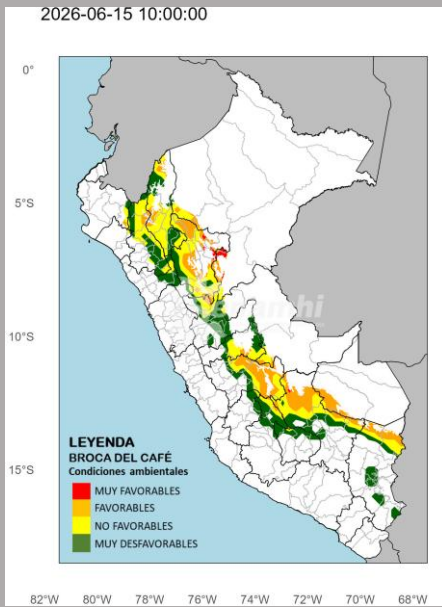 2026-06-15 10:00:00
0°
5°S
10°S
15°S
senamhi
LEYENDA
BROCA DEL CAFÉ
Condiciones ambientales
MUY FAVORABLES
FAVORABLES
NO FAVORABLES
MUY DESFAVORABLES
82°W 80°W 78°W 76°W 74°W 72°W 70°W 68°W